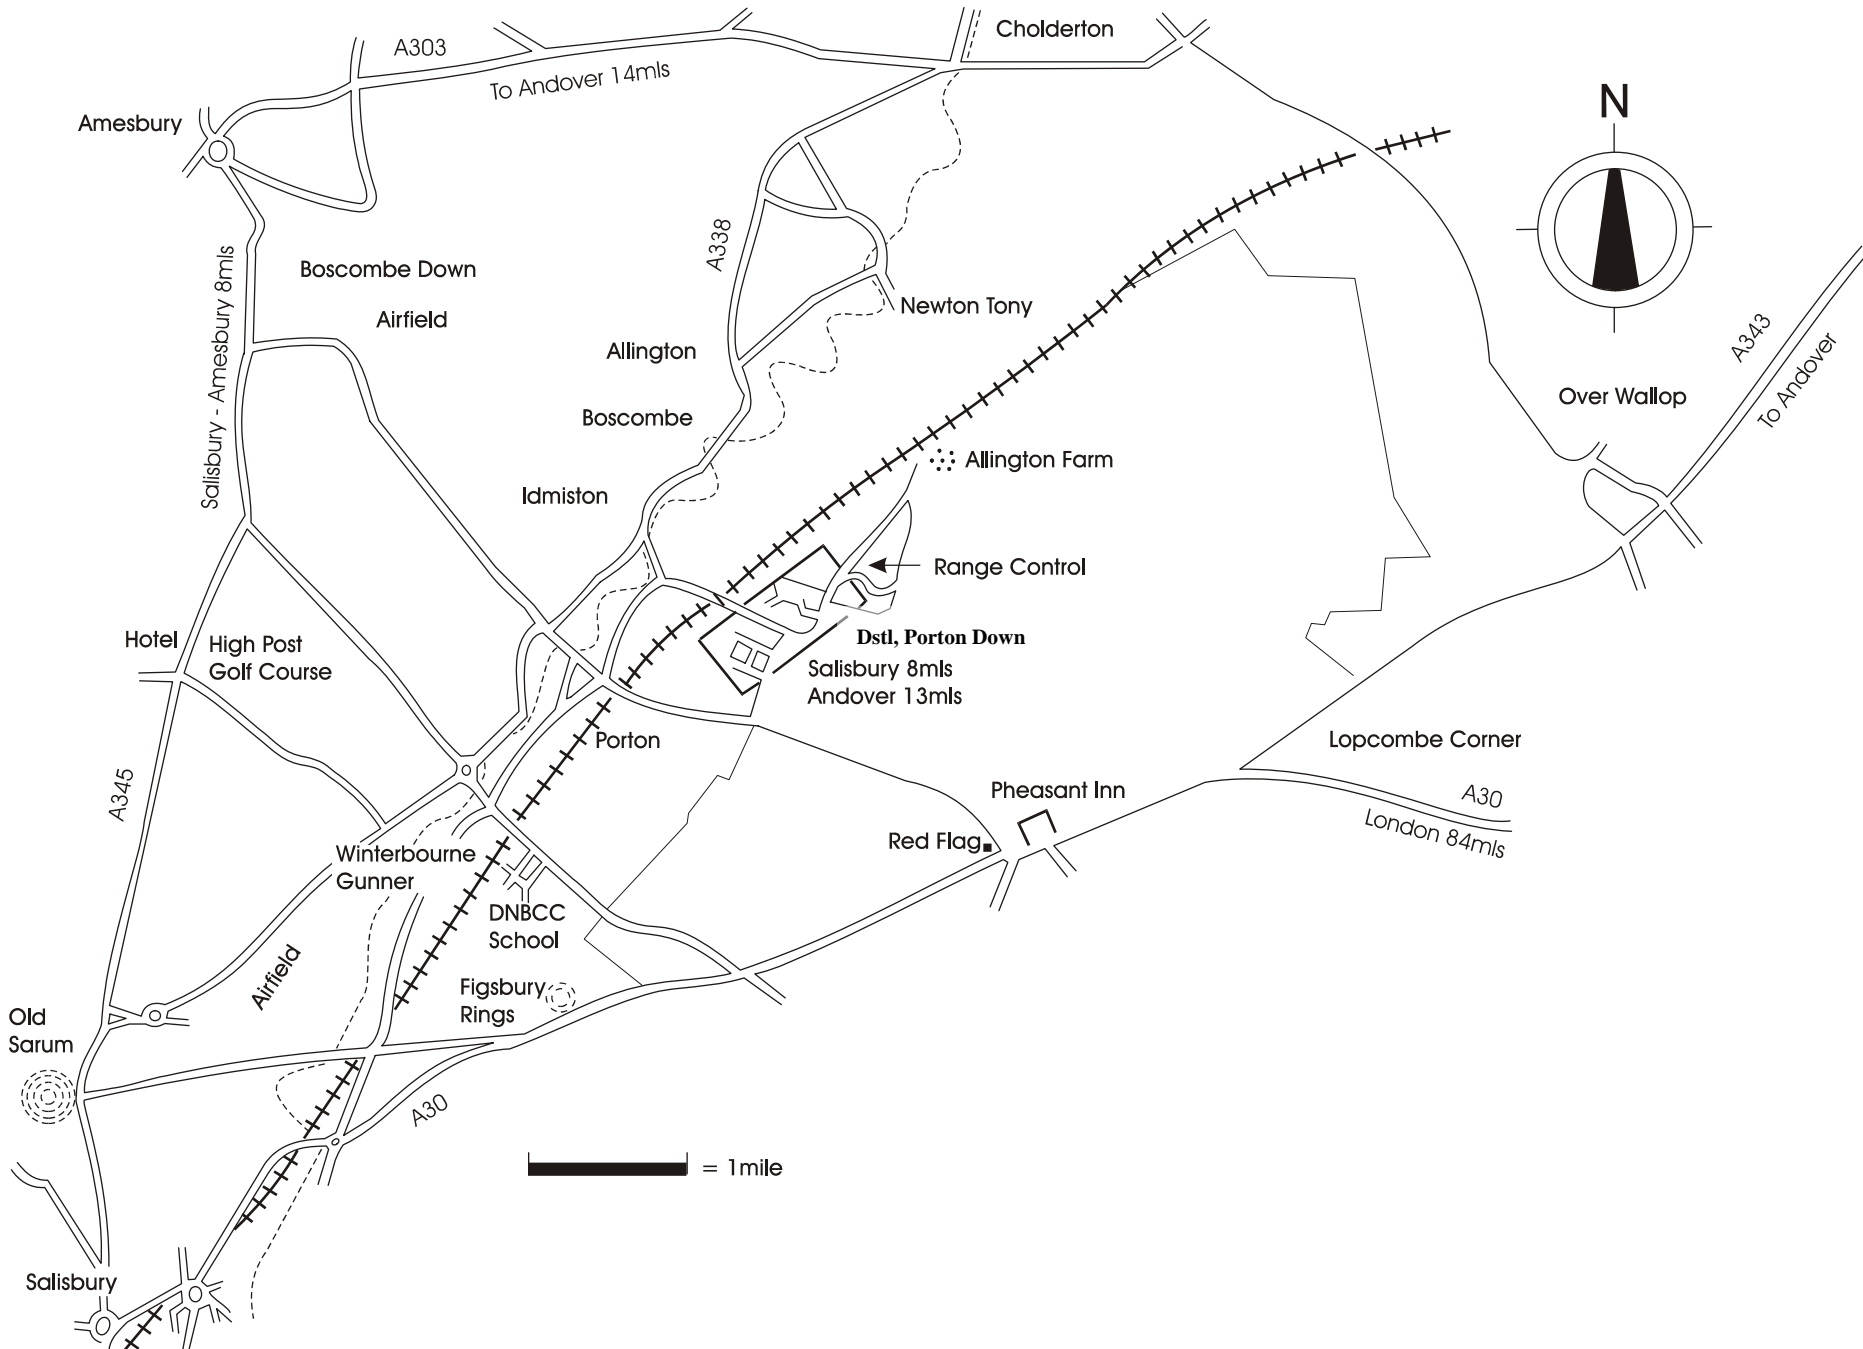 Cholderton
A303
To Andover 14mls
N
Amesbury
A338
Salisbury - Amesbury 8mls
Boscombe Down
Airfield
Newton Tony
Allington
A343
To Andover
Over Wallop
Boscombe
Allington Farm
Idmiston
Range Control
Hotel
High Post
Golf Course
Dstl, Porton Down
Salisbury 8mls
Andover 13mls
Porton
Lopcombe Corner
A345
Pheasant Inn
A30
London 84mls
Red Flag
Winterbourne
Gunner
DNBCC
School
Airfield
Figsbury
Rings
Old
Sarum
A30
= 1mile
Salisbury